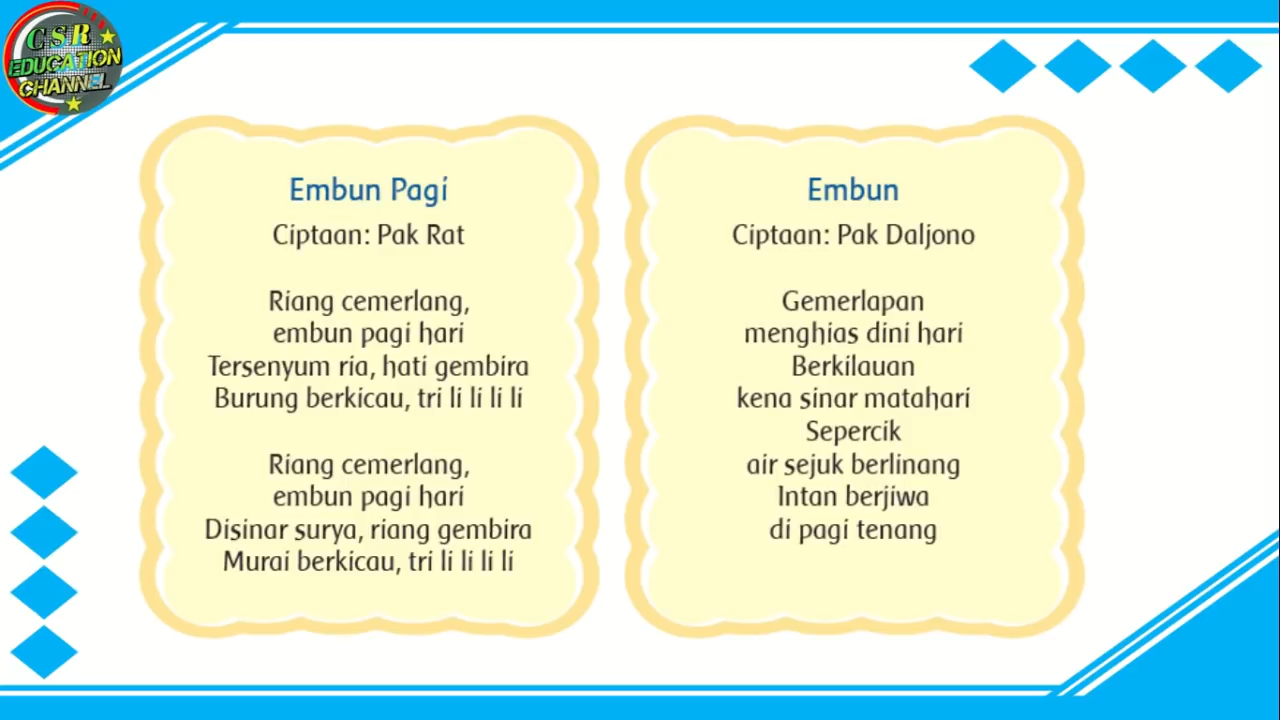 CSR
EDUCATION
CHANNEL
Embun Pagi
Ciptaan: Pak Rat
Riang cemerlang,
embun pagi hari
Tersenyum ria, hati gembira
Burung berkicau, tri li li li li
Riang cemerlang,
embun pagi hari
Disinar surya, riang gembira
Murai berkicau, tri li li li li
Embun
Ciptaan: Pak Daljono
Gemerlapan
menghias dini hari
Berkilauan
kena sinar matahari
Sepercik
air sejuk berlinang
Intan berjiwa
di pagi tenang